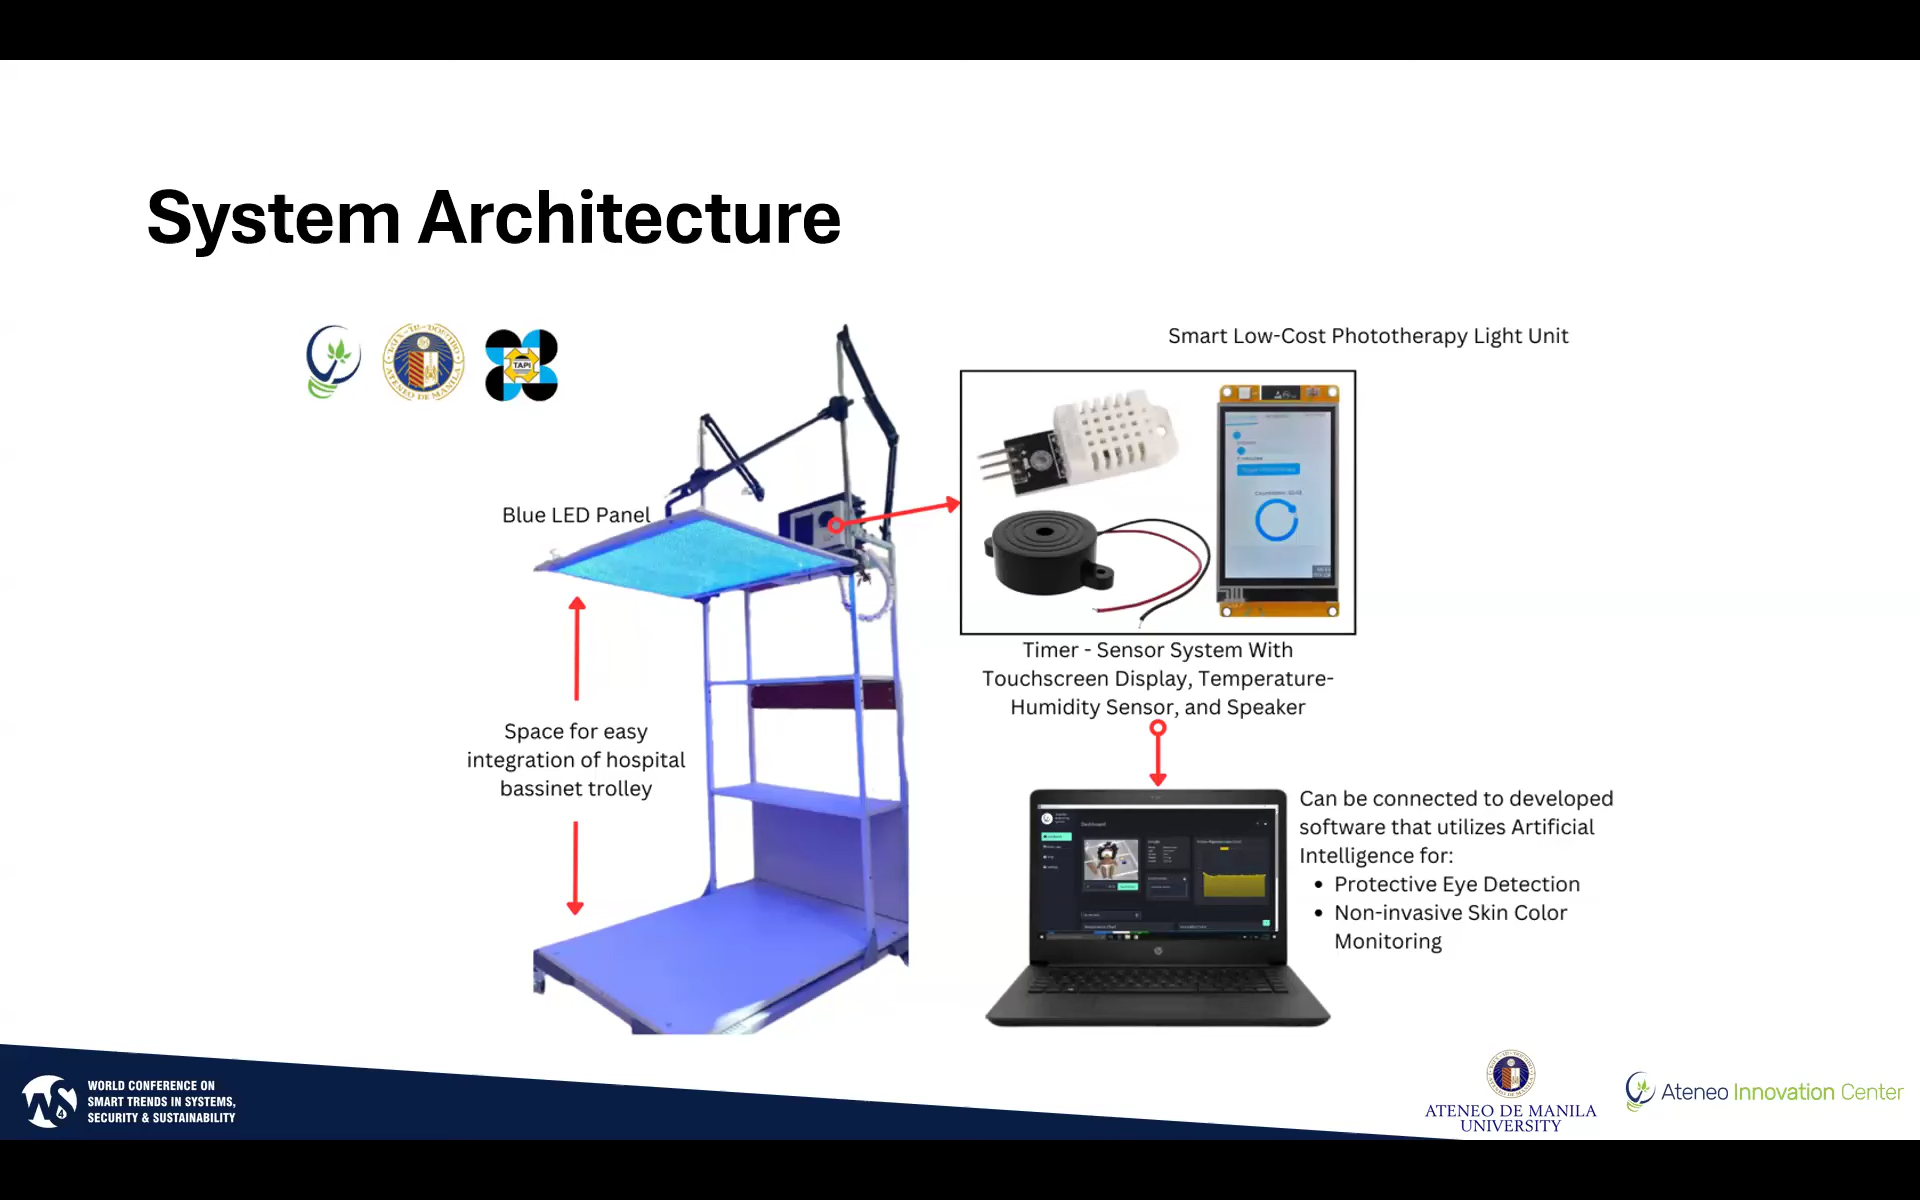 System Architecture
TAPI
Smart Low-Cost Phototherapy Light Unit
Blue LED Panel
Timer - Sensor System With
Touchscreen Display, Temperature-
Humidity Sensor, and Speaker
Space for easy
integration of hospital
bassinet trolley
Dashboard
Can be connected to developed
software that utilizes Artificial
Intelligence for:
• Protective Eye Detection
• Non-invasive Skin Color
Monitoring
WORLD CONFERENCE ON
SMART TRENDS IN SYSTEMS,
SECURITY & SUSTAINABILITY
ATENEO DE MANILA
UNIVERSITY
Ateneo Innovation Center